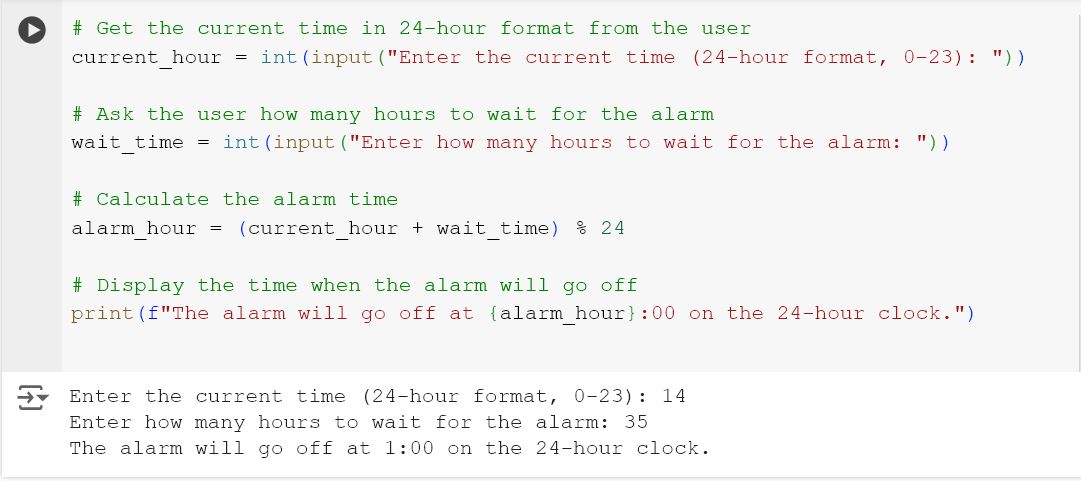 # Get the current time in 24-hour format from the user
current_hour = int(input("Enter the current time (24-hour format, 0-23): "))
# Ask the user how many hours to wait for the alarm
wait_time = int(input("Enter how many hours to wait for the alarm: "))
# Calculate the alarm time
alarm_hour = (current_hour + wait_time) % 24
# Display the time when the alarm will go off
print(f"The alarm will go off at {alarm_hour}:00 on the 24-hour clock.")
Enter the current time (24-hour format, 0-23): 14
Enter how many hours to wait for the alarm: 35
The alarm will go off at 1:00 on the 24-hour clock.